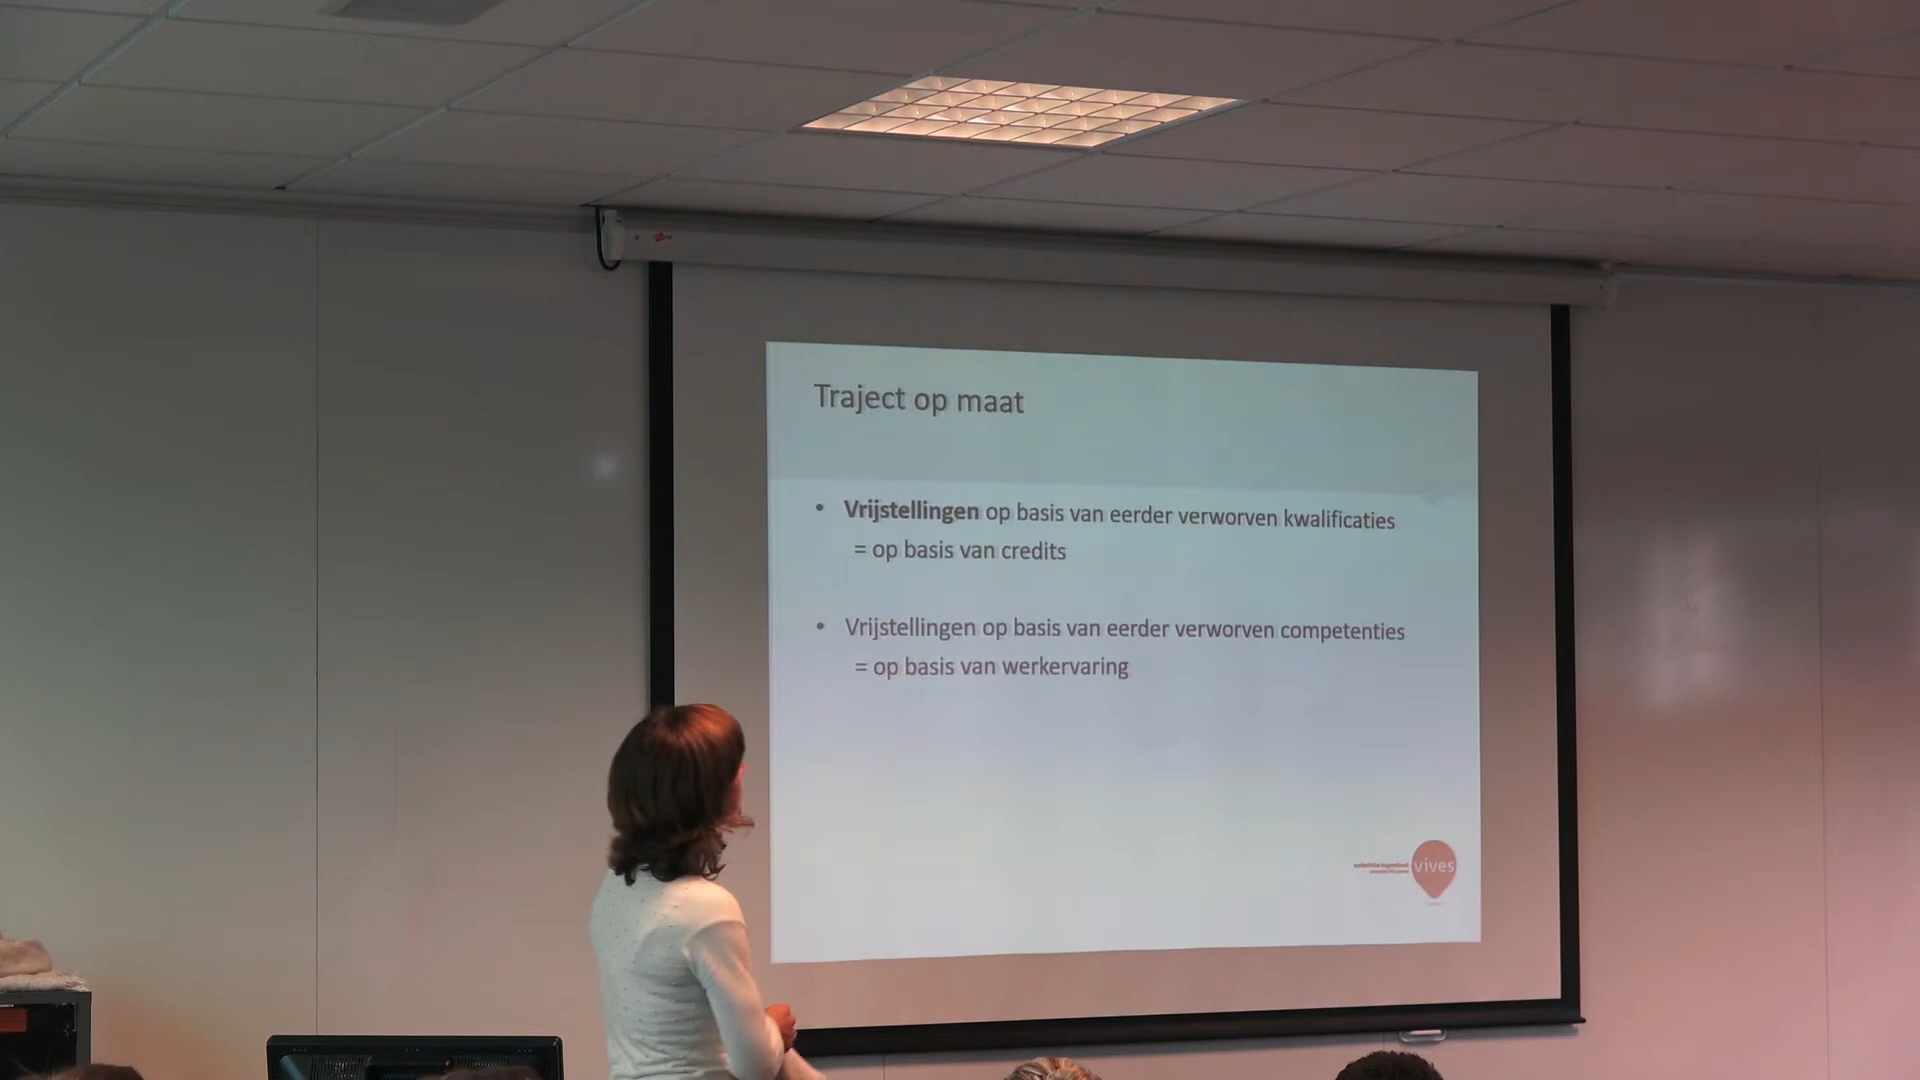 Traject op maat
• Vrijstellingen op basis van eerder verworven kwalificaties
= op basis van credits
• Vrijstellingen op basis van eerder verworven competenties
= op basis van werkervaring
vives